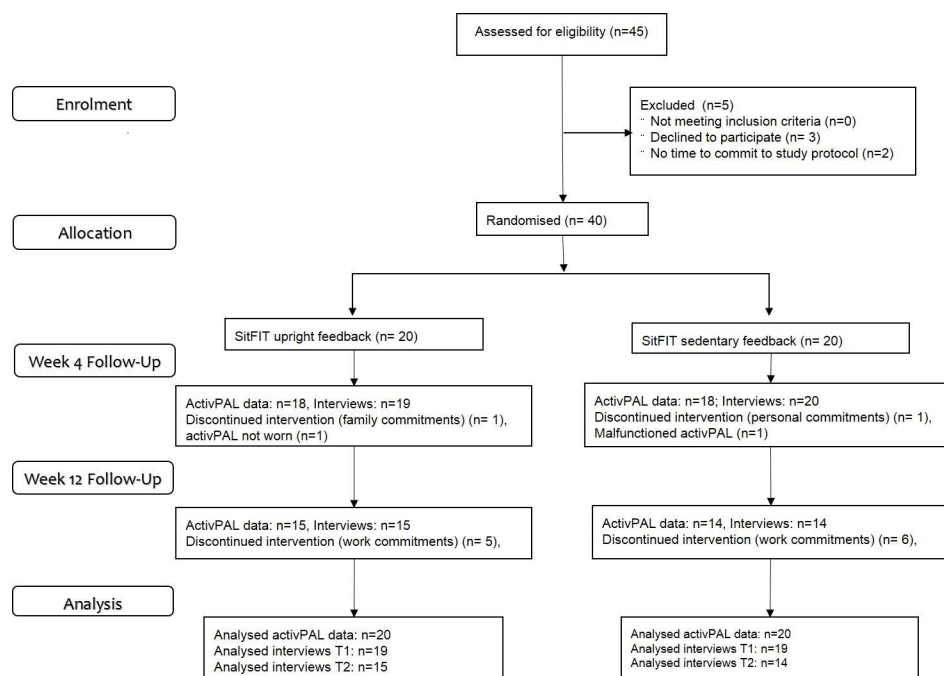 Assessed for eligibility (n=45)
Enrolment
Excluded (n=5)
¨ Not meeting inclusion criteria (n=0)
¨ Declined to participate (n= 3)
¨ No time to commit to study protocol (n=2)
Randomised (n= 40)
Allocation
SitFIT upright feedback (n= 20)
SitFIT sedentary feedback (n= 20)
Week 4 Follow-Up
ActivPAL data: n=18, Interviews: n=19
Discontinued intervention (family commitments) (n= 1),
activPAL not worn (n=1)
ActivPAL data: n=18; Interviews: n=20
Discontinued intervention (personal commitments) (n= 1),
Malfunctioned activPAL (n=1)
Week 12 Follow-Up
ActivPAL data: n=15, Interviews: n=15
Discontinued intervention (work commitments) (n= 5),
ActivPAL data: n=14, Interviews: n=14
Discontinued intervention (work commitments) (n= 6),
Analysis
Analysed activPAL data: n=20
Analysed interviews T1: n=19
Analysed interviews T2: n=15
Analysed activPAL data: n=20
Analysed interviews T1: n=19
Analysed interviews T2: n=14